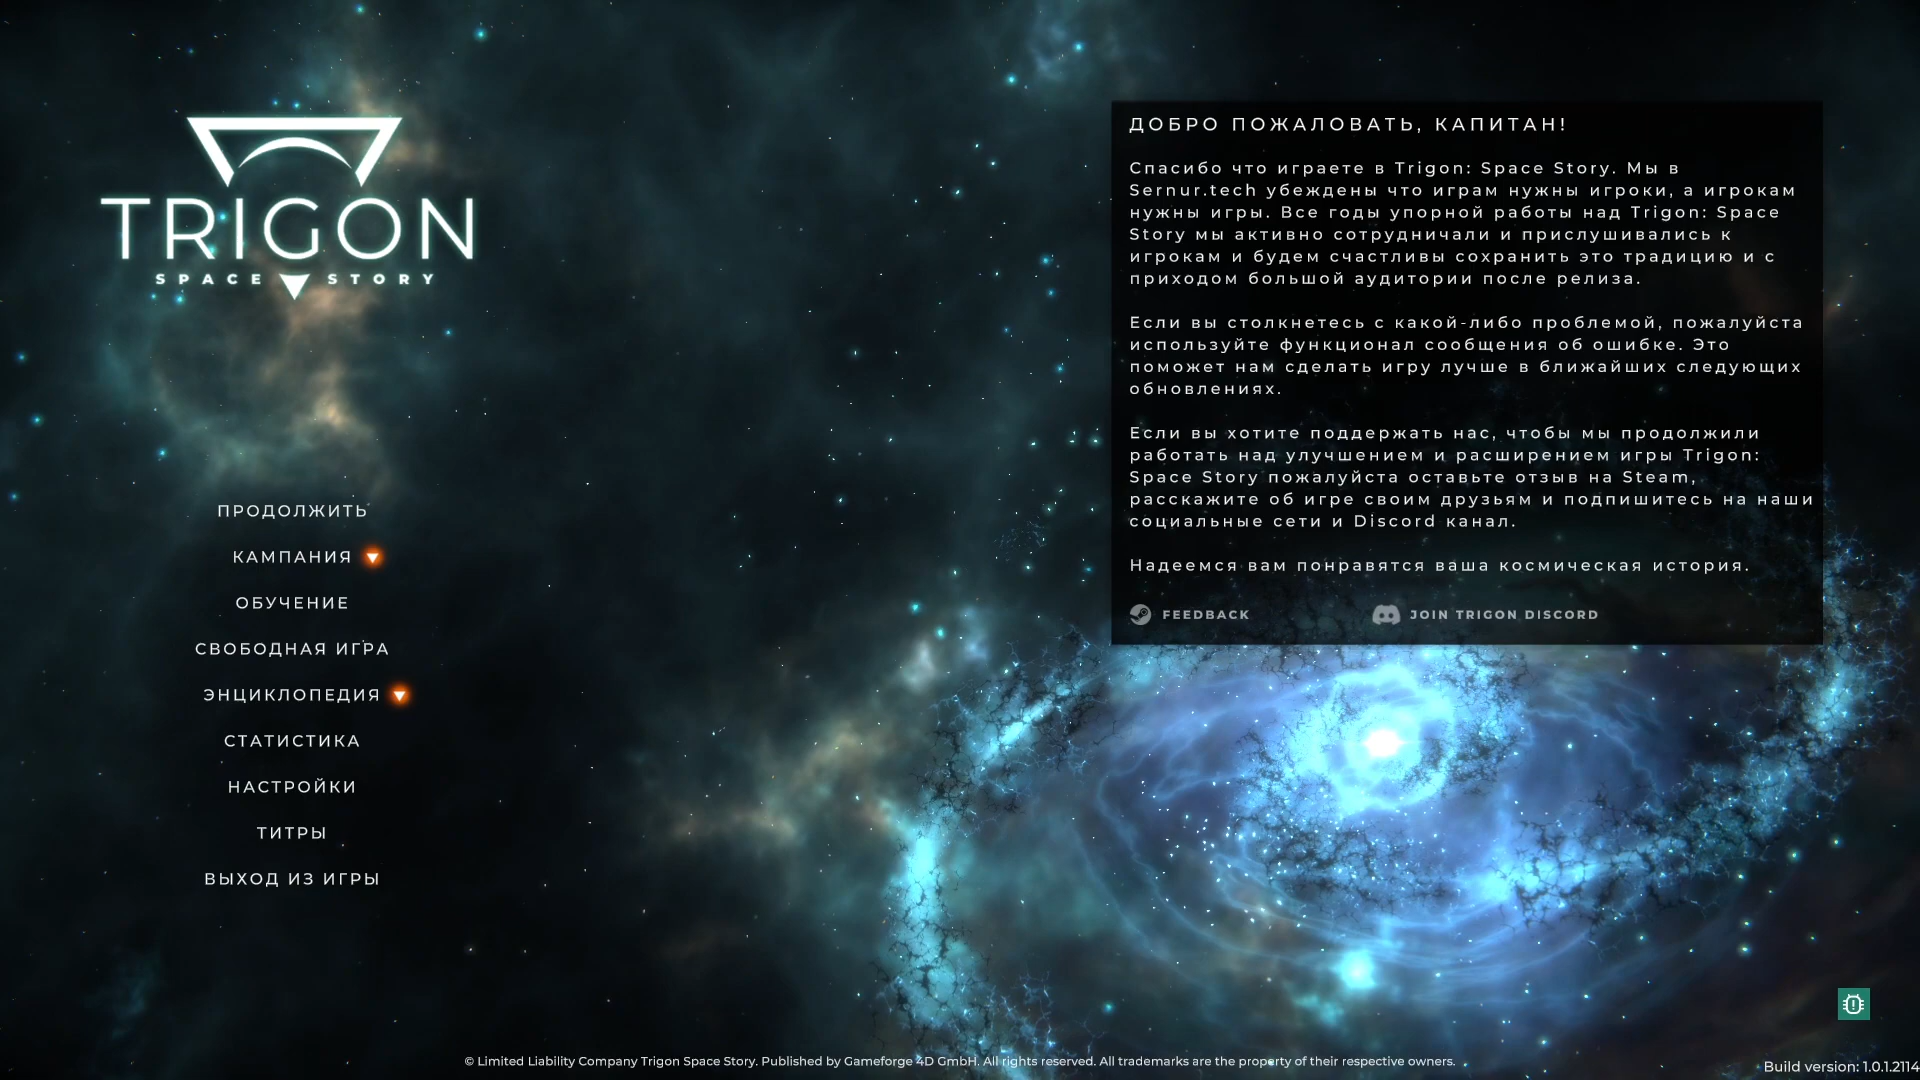 TRIGON
SPACE STORY
ПРОДОЛЖИТЬ
КАМПАНИЯ
ОБУЧЕНИЕ
СВОБОДНАЯ ИГРА
ЭНЦИКЛОПЕДИЯ
СТАТИСТИКА
НАСТРОЙКИ
ТИТРЫ
ВЫХОД ИЗ ИГРЫ
ДОБРО ПОЖАЛОВАТЬ, КАПИТАН!
Спасибо что играете в Trigon: Space Story. Мы в
Sernur.tech убеждены что играм нужны игроки, а игрокам
нужны игры. Все годы упорной работы над Trigon: Space
Story мы активно сотрудничали и прислушивались к
игрокам и будем счастливы сохранить это традицию и с
приходом большой аудитории после релиза.
Если вы столкнетесь с какой-либо проблемой, пожалуйста
используйте функционал сообщения об ошибке. Это
поможет нам сделать игру лучше в ближайших следующих
обновлениях.
Если вы хотите поддержать нас, чтобы мы продолжили
работать над улучшением и расширением игры Trigon:
Space Story пожалуйста оставьте отзыв на Steam,
расскажите об игре своим друзьям и подпишитесь на наши
социальные сети и Discord канал.
Надеемся вам понравятся ваша космическая история.
FEEDBACK
JOIN TRIGON DISCORD
© Limited Liability Company Trigon Space Story. Published by Gameforge 4D GmbH. All rights reserved. All trademarks are the property of their respective owners.
Build version: 1.0.1.2114